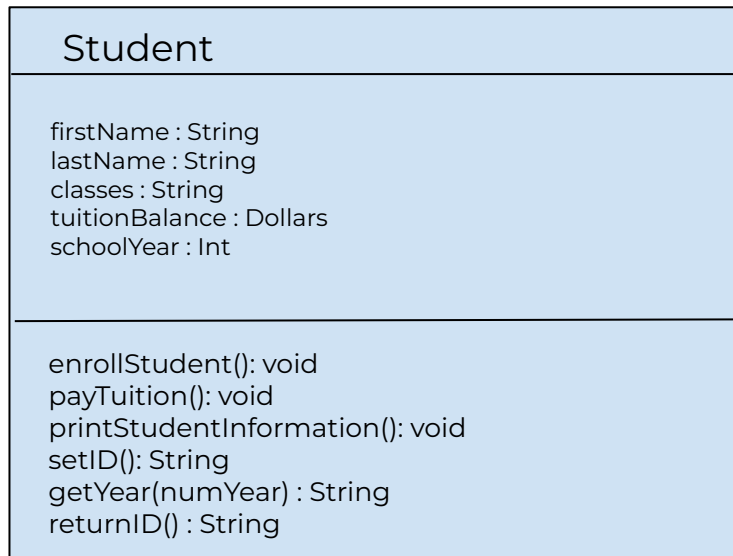 Student
firstName : String
lastName : String
classes : String
tuitionBalance : Dollars
schoolYear : Int
enrollStudent(): void
payTuition(): void
printStudentInformation(): void
setID(): String
getYear(numYear) : String
returnID() : String